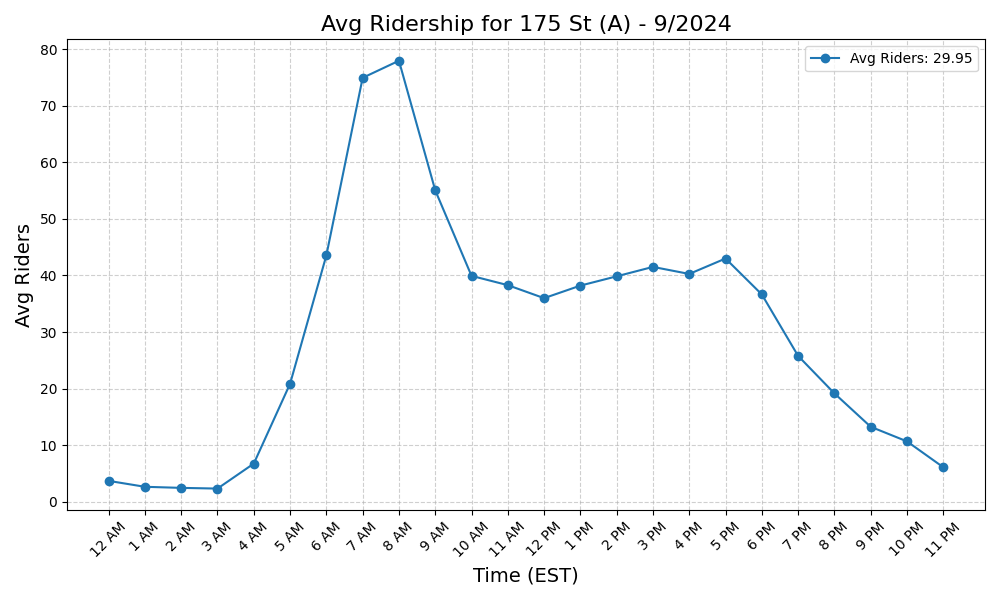 Avg Ridership for 175 St (A) - 9/2024
Avg Riders: 29.95
Avg Riders
80
70
60
50
40
30
20
10
0
12 AM
1 AM
2 AM
3 AM
4 AM
5 AM
6 AM
7 AM
8 AM
9 AM
10 AM
11 AM
12 PM
1 PM
2 PM
3 PM
4 PM
5 PM
6 PM
7 PM
8 PM
9 PM
10 PM
11 PM
Time (EST)